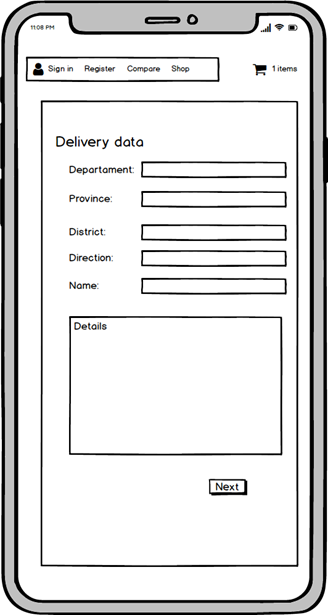 11:08 PM
Sign in Register Compare Shop 1 items
Delivery data
Departament:
Province:
District:
Direction:
Name:
Details
Next